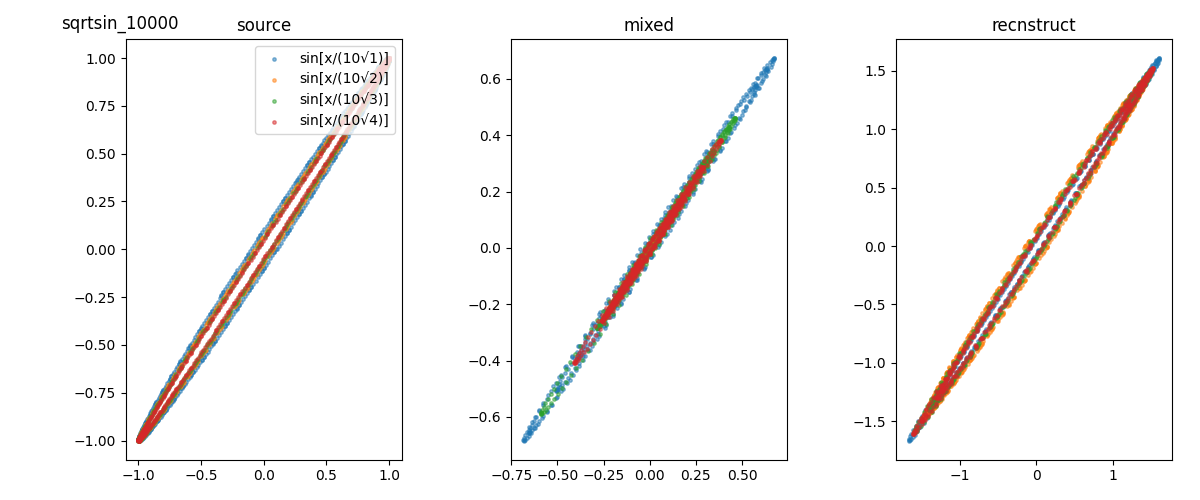 sqrtsin_10000
source
sin[x/(10√1)]
sin[x/(10√2)]
sin[x/(10√3)]
sin[x/(10√4)]
1.00
0.75
0.50
0.25
0.00
−0.25
−0.50
−0.75
−1.00
−1.0 −0.5 0.0 0.5 1.0
mixed
0.6
0.4
0.2
0.0
−0.2
−0.4
−0.6
−0.75 −0.50 −0.25 0.00 0.25 0.50
recnstruct
1.5
1.0
0.5
0.0
−0.5
−1.0
−1.5
−1 0 1